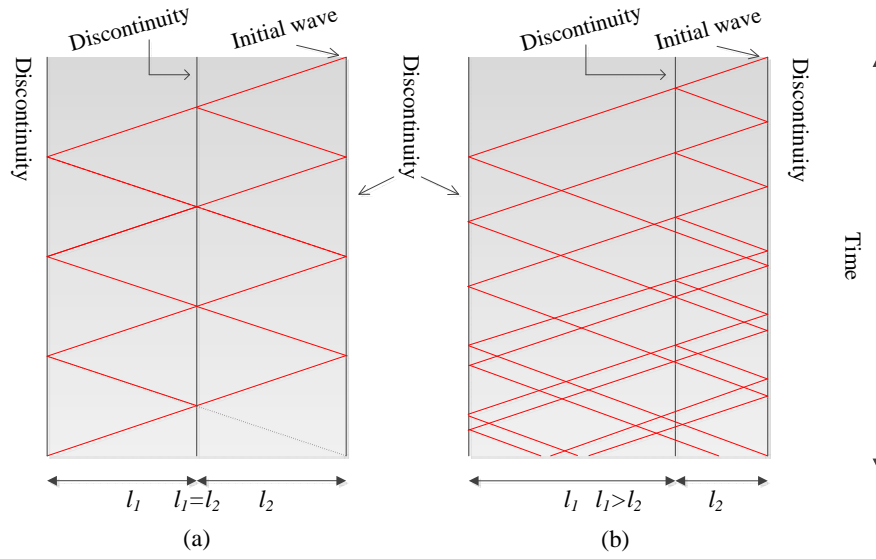 Discontinuity
Initial wave
Discontinuity
Discontinuity
l1
l1=l2
l2
(a)
Discontinuity
Initial wave
Discontinuity
Time
l1
l1>l2
l2
(b)